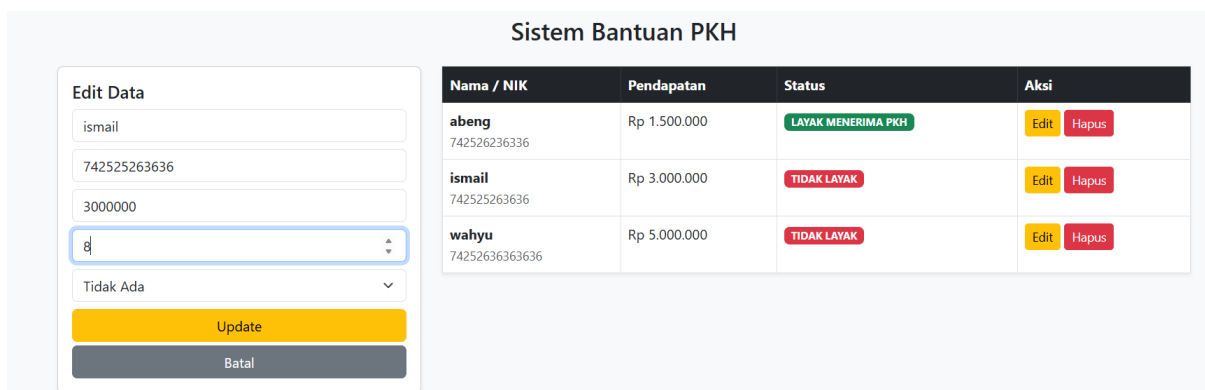 Sistem Bantuan PKH
Edit Data
ismail
742525263636
3000000
8
Tidak Ada
Update
Batal
Nama / NIK Pendapatan Status Aksi
abeng Rp 1.500.000 LAYAK MENERIMA PKH Edit Hapus
742526236336
ismail Rp 3.000.000 TIDAK LAYAK Edit Hapus
742525263636
wahyu Rp 5.000.000 TIDAK LAYAK Edit Hapus
74252636363636